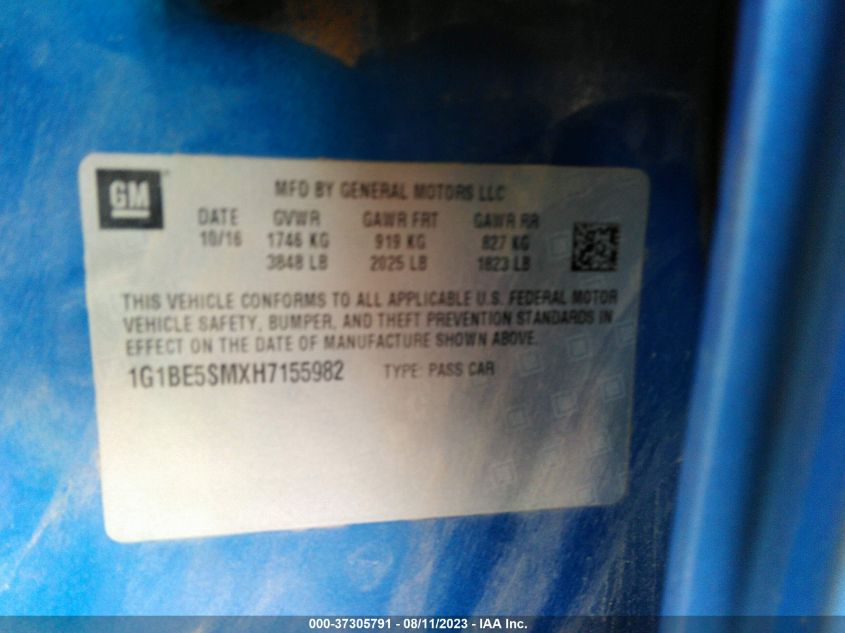 GM
MFD BY GENERAL MOTORS LLC
DATE GVWR GAWR FRT GAWR RR
10/16 1746 KG 919 KG 827 KG
3848 LB 2025 LB 1823 LB
THIS VEHICLE CONFORMS TO ALL APPLICABLE U.S. FEDERAL MOTOR
VEHICLE SAFETY, BUMPER, AND THEFT PREVENTION STANDARDS IN
EFFECT ON THE DATE OF MANUFACTURE SHOWN ABOVE.
1G1BE5SMXH7155982 TYPE: PASS CAR
000-37305791 - 08/11/2023 - IAA Inc.